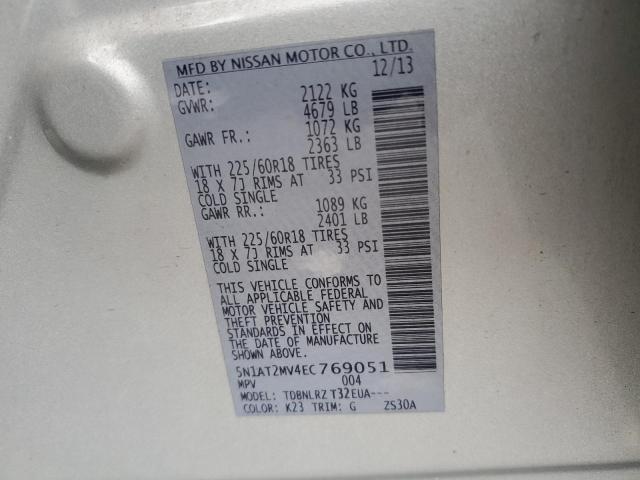 MFD BY NISSAN MOTOR CO., LTD.
DATE: 12/13
GVWR: 2122 KG
4679 LB
GAWR FR.: 1072 KG
2363 LB
WITH 225/60R18 TIRES
18 X 7J RIMS AT 33 PSI
COLD SINGLE
GAWR RR.: 1089 KG
2401 LB
WITH 225/60R18 TIRES
18 X 7J RIMS AT 33 PSI
COLD SINGLE
THIS VEHICLE CONFORMS TO
ALL APPLICABLE FEDERAL
MOTOR VEHICLE SAFETY AND
THEFT PREVENTION
STANDARDS IN EFFECT ON
THE DATE OF MANUFACTURE
SHOWN ABOVE.
5N1AT2MV4EC769051
MPV 004
MODEL: TDBNLRZ T32EUA---
COLOR: K23 TRIM: G ZS30A